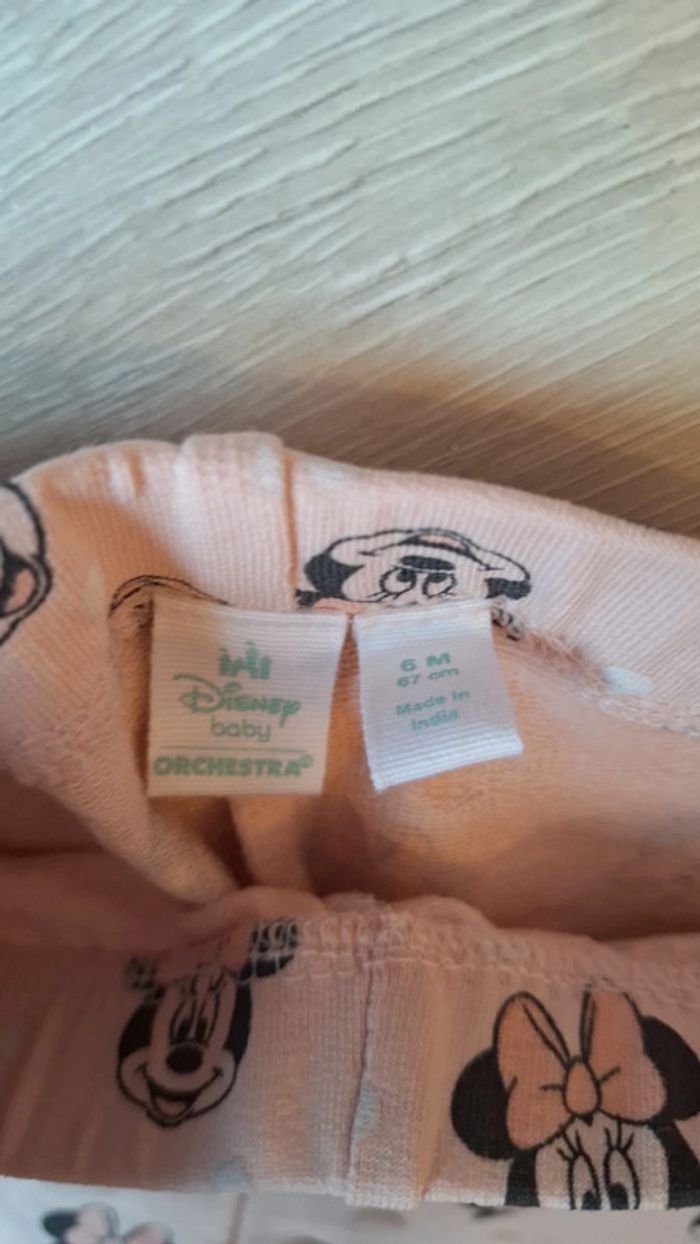 Disney
baby
ORCHESTRA®
6 M
67 cm
Made in
India